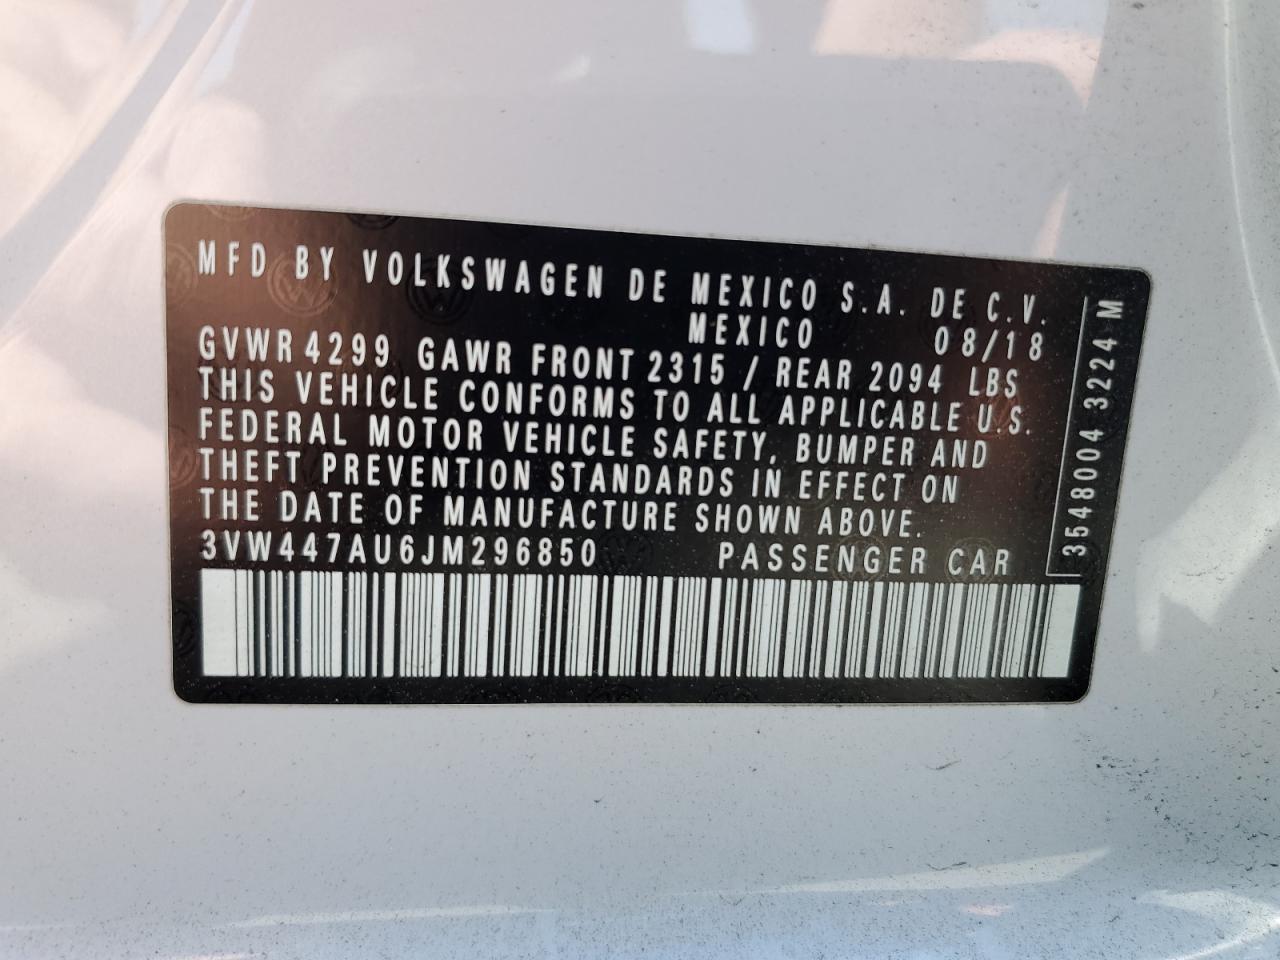 MFD BY VOLKSWAGEN DE MEXICO S.A. DE C.V.
MEXICO 08/18
GVWR 4299 GAWR FRONT 2315 / REAR 2094 LBS
THIS VEHICLE CONFORMS TO ALL APPLICABLE U.S.
FEDERAL MOTOR VEHICLE SAFETY, BUMPER AND
THEFT PREVENTION STANDARDS IN EFFECT ON
THE DATE OF MANUFACTURE SHOWN ABOVE.
3VW447AU6JM296850 PASSENGER CAR
3548004 3224 M